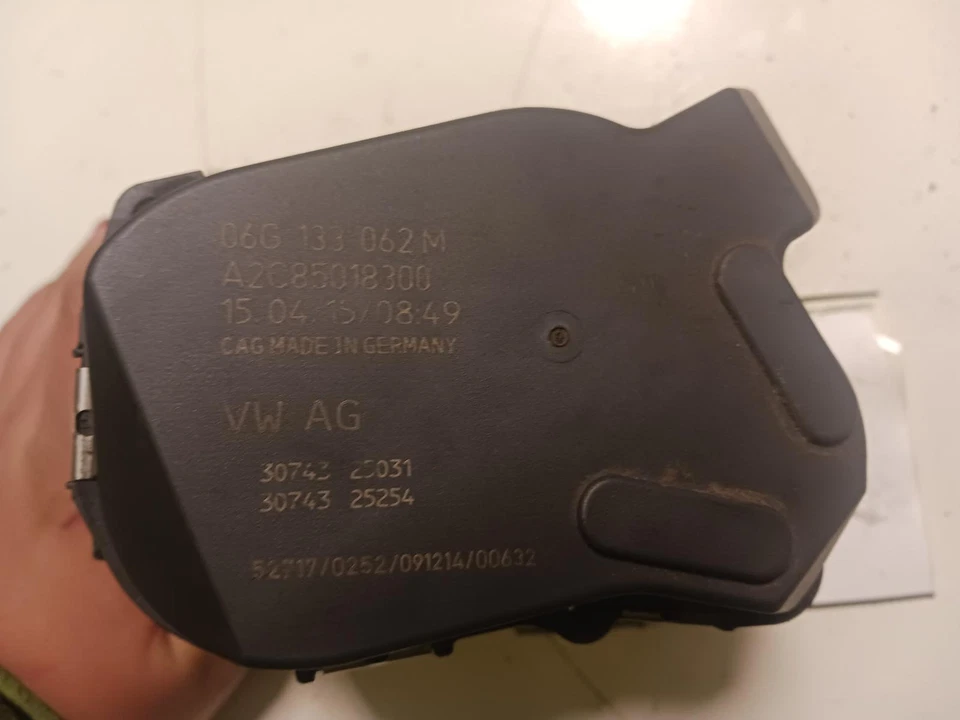 06G 133 062 M
A2C85018300
15.04.15/08:49
CAG MADE IN GERMANY
VW AG
30743 25031
30743 25254
52717/0252/091214/00632